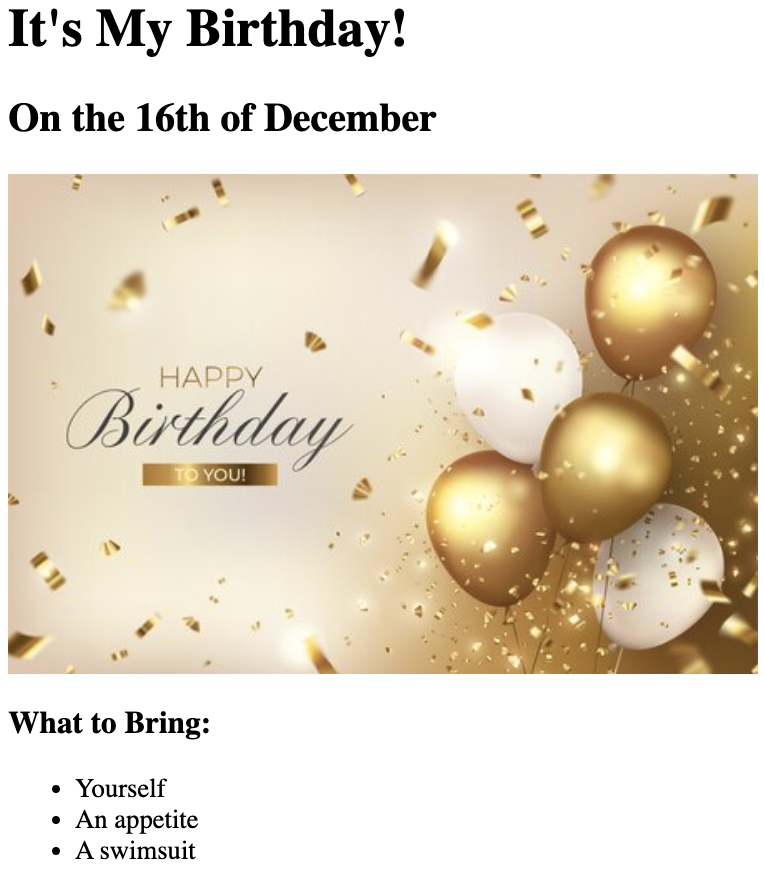 It's My Birthday!
On the 16th of December
HAPPY
Birthday
TO YOU!
What to Bring:
• Yourself
• An appetite
• A swimsuit